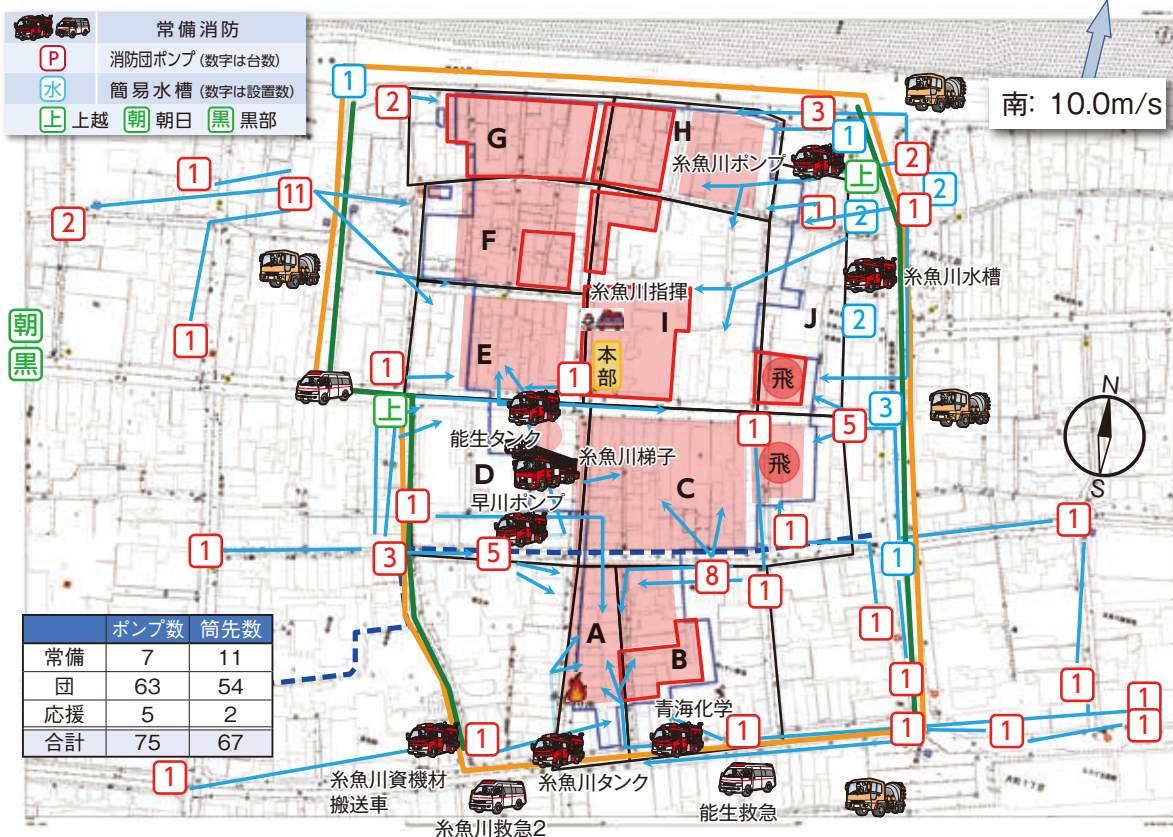 常備消防
P 消防団ポンプ (数字は台数)
水 簡易水槽 (数字は設置数)
上 上越 朝 朝日 黒 黒部
南: 10.0m/s
1
2
3
G
H
1
糸魚川ポンプ
2
上
1
11
2
1
1
2
2
F
糸魚川指揮
糸魚川水槽
I
J
2
朝
黒
1
E
本部
1
1
飛
3
N
S
上
能生タンク
1
5
糸魚川梯子
飛
D
C
早川ポンプ
1
1
1
1
3
5
8
1
1
A
B
1
1
ポンプ数 筒先数
常備 7 11
団 63 54
応援 5 2
合計 75 67
1
1
青海化学
1
1
1
1
1
1
1
糸魚川資機材
搬送車
糸魚川タンク
能生救急
糸魚川救急2